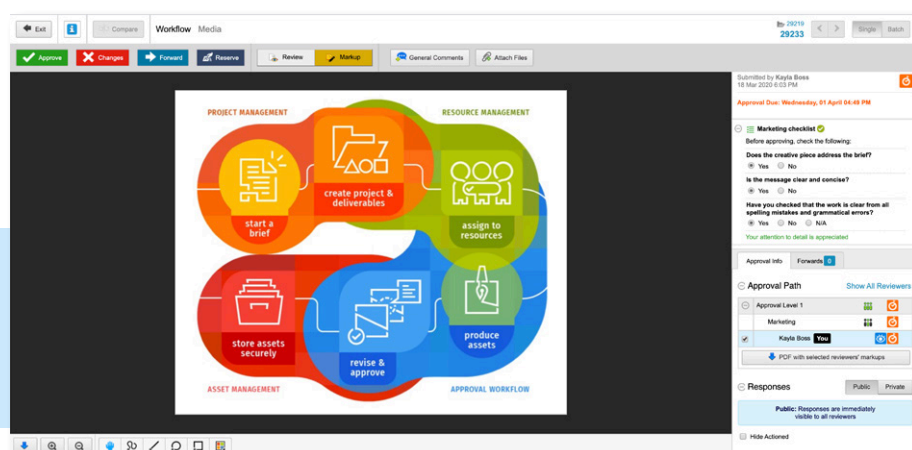 Exit
Compare
Workflow Media
29219
29233
Single Batch
Approve
Changes
Forward
Reserve
Review
Markup
General Comments
Attach Files
PROJECT MANAGEMENT
RESOURCE MANAGEMENT
start a
brief
create project &
deliverables
assign to
resources
store assets
securely
revise &
approve
produce
assets
ASSET MANAGEMENT
APPROVAL WORKFLOW
Submitted by Kayla Boss
18 Mar 2020 6:03 PM
Approval Due: Wednesday, 01 April 04:49 PM
Marketing checklist
Before approving, check the following:
Does the creative piece address the brief?
Yes No
Is the message clear and concise?
Yes No
Have you checked that the work is clear from all
spelling mistakes and grammatical errors?
Yes No N/A
Your attention to detail is appreciated
Approval Info Forwards 0
Approval Path Show All Reviewers
Approval Level 1
Marketing
Kayla Boss You
PDF with selected reviewers' markups
Responses Public Private
Public: Responses are immediately
visible to all reviewers
Hide Actioned